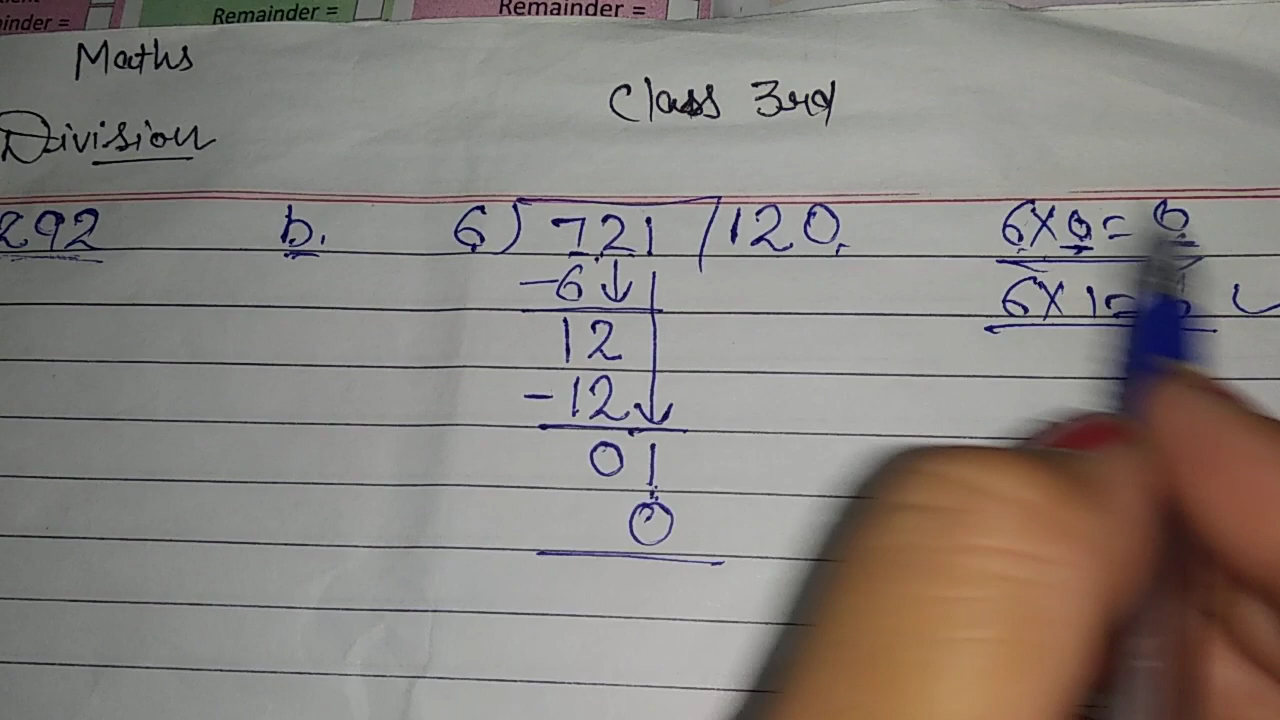 inder =
Remainder =
Remainder =
Maths
Class 3rd
Division
292 b. 6)721/120. 6×0=0
-6↓ 6×1=
12
-12↓
01
0